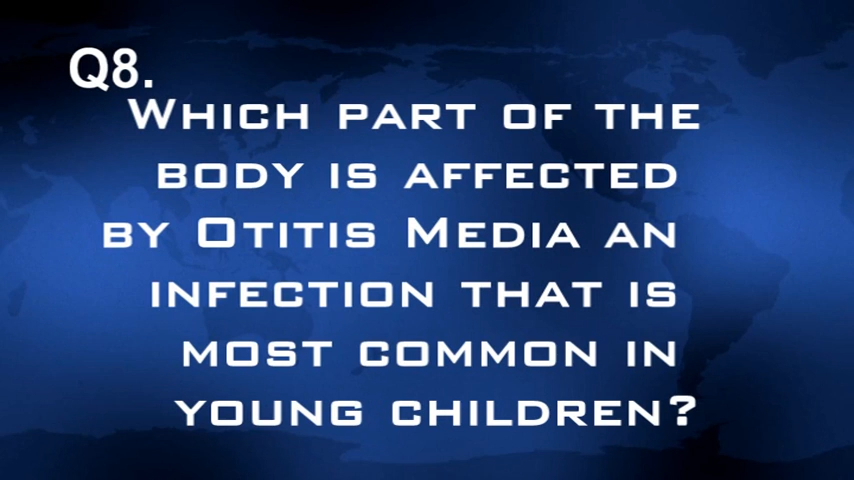 Q8.
Which part of the
body is affected
by Otitis Media an
infection that is
most common in
young children?